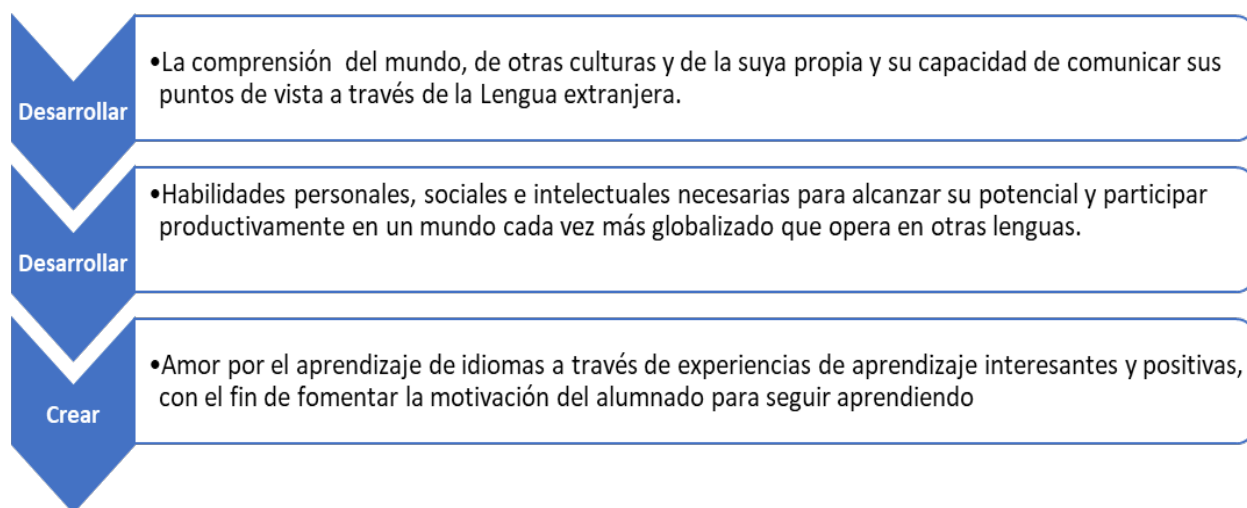 Desarrollar
•La comprensión  del mundo, de otras culturas y de la suya propia y su capacidad de comunicar sus
puntos de vista a través de la Lengua extranjera.
Desarrollar
•Habilidades personales, sociales e intelectuales necesarias para alcanzar su potencial y participar
productivamente en un mundo cada vez más globalizado que opera en otras lenguas.
Crear
•Amor por el aprendizaje de idiomas a través de experiencias de aprendizaje interesantes y positivas,
con el fin de fomentar la motivación del alumnado para seguir aprendiendo